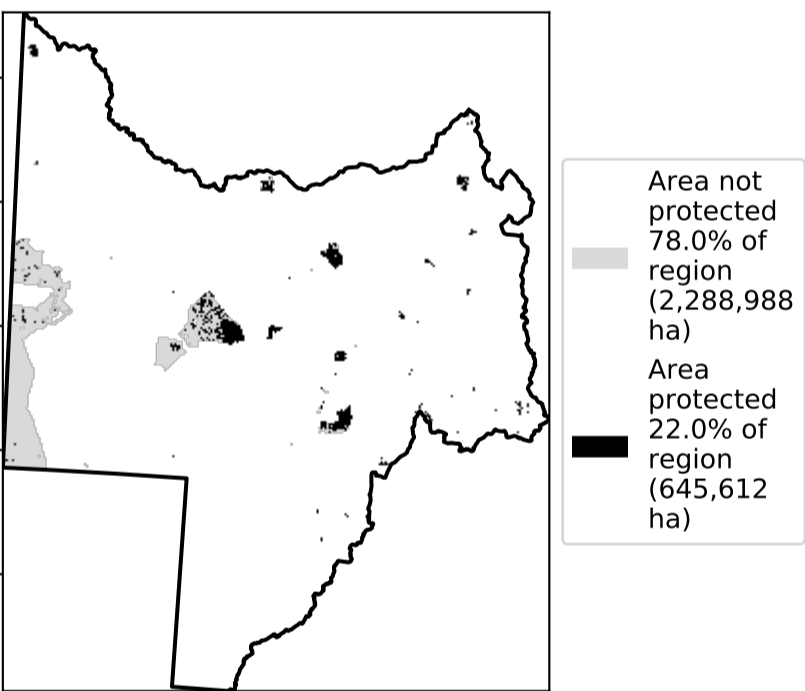 Area not
protected
78.0% of
region
(2,288,988
ha)
Area
protected
22.0% of
region
(645,612
ha)